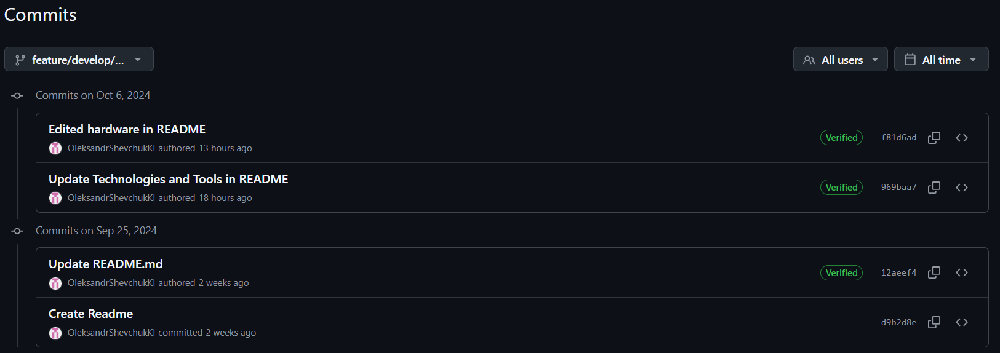 Commits
feature/develop/...
All users
All time
Commits on Oct 6, 2024
Edited hardware in README
OleksandrShevchukKI authored 13 hours ago
Verified
f81d6ad
Update Technologies and Tools in README
OleksandrShevchukKI authored 18 hours ago
Verified
969baa7
Commits on Sep 25, 2024
Update README.md
OleksandrShevchukKI authored 2 weeks ago
Verified
12aeef4
Create Readme
OleksandrShevchukKI committed 2 weeks ago
d9b2d8e